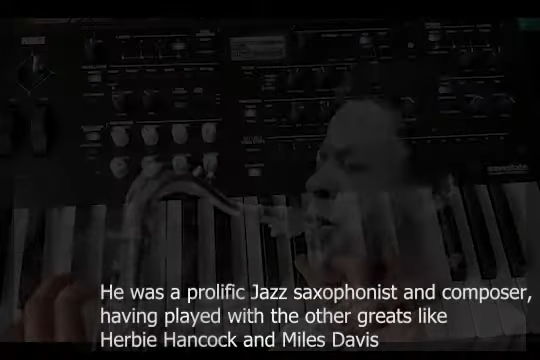 He was a prolific Jazz saxophonist and composer,
having played with the other greats like
Herbie Hancock and Miles Davis